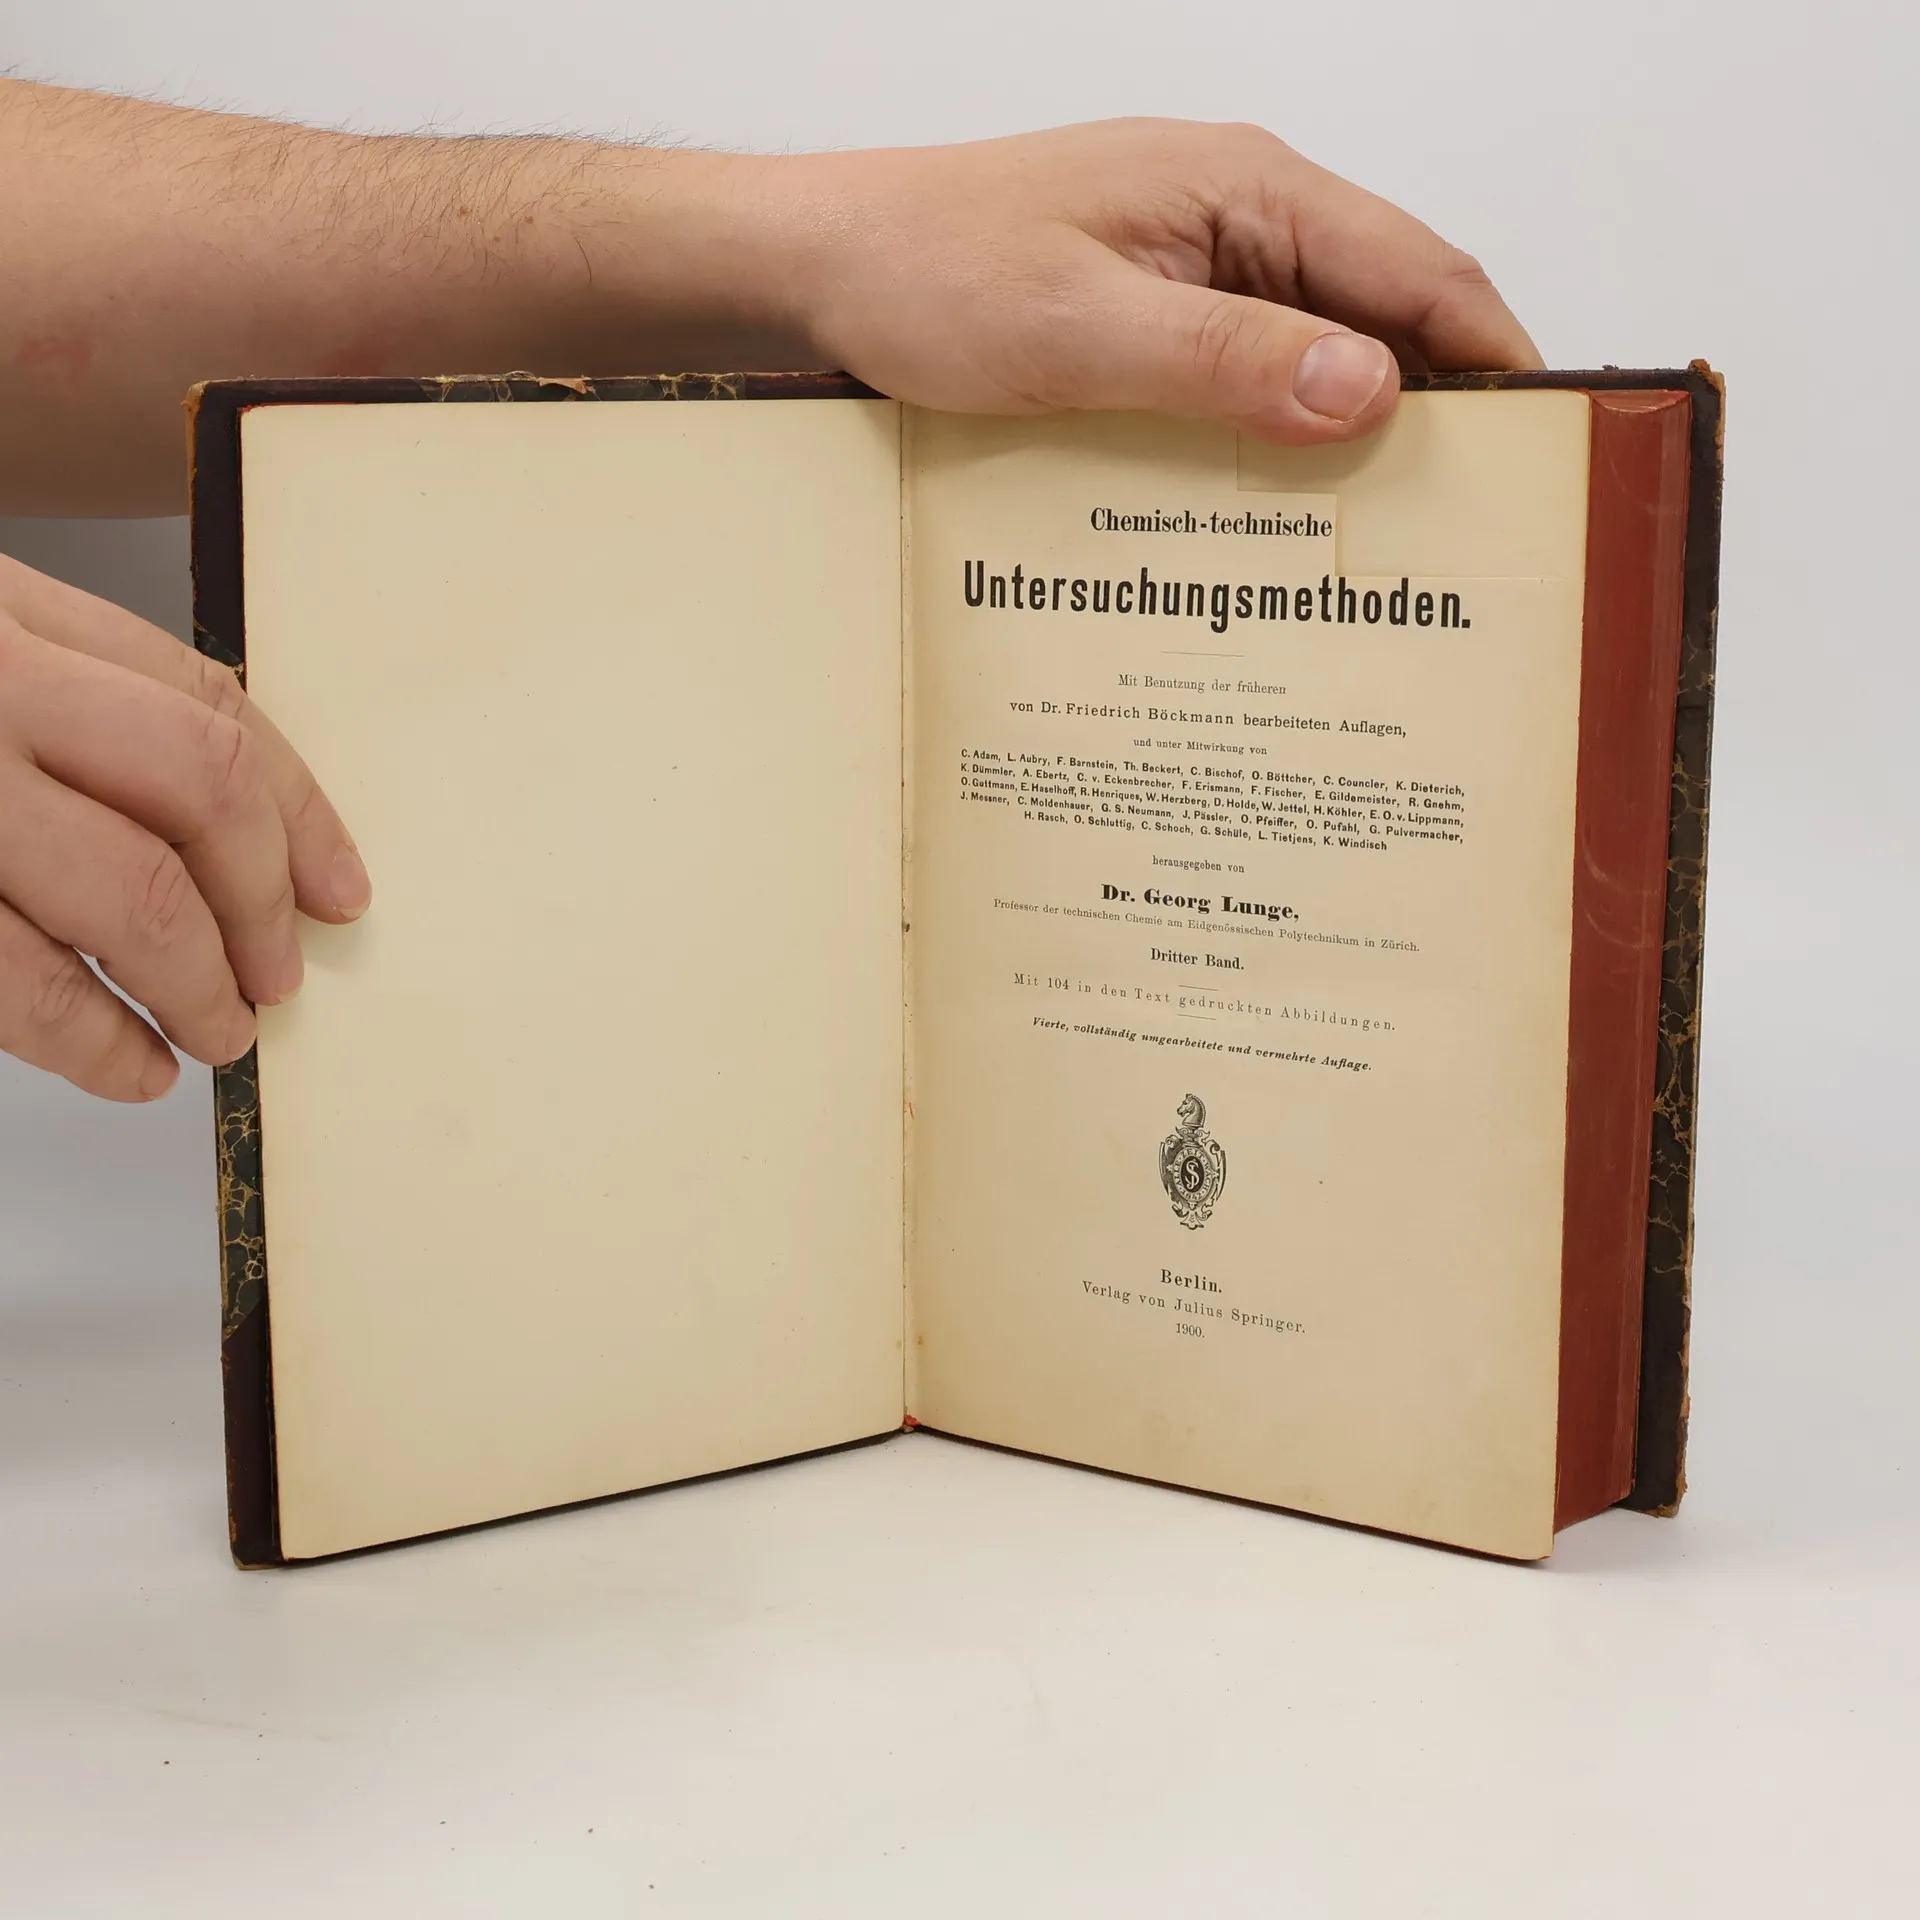 Chemisch-technische
Untersuchungsmethoden.
Mit Benutzung der früheren
von Dr. Friedrich Böckmann bearbeiteten Auflagen,
und unter Mitwirkung von
C. Adam, L. Aubry, F. Barnstein, Th. Beckert, C. Bischof, O. Böttcher, C. Councler, K. Dieterich,
K. Dümmler, A. Ebertz, C. v. Eckenbrecher, F. Erismann, F. Fischer, E. Gildemeister, R. Gnehm,
O. Guttmann, E. Haselhoff, R. Henriques, W. Herzberg, D. Holde, W. Jettel, H. Köhler, E. O. v. Lippmann,
J. Messner, C. Moldenhauer, G. S. Neumann, J. Pässler, O. Pfeiffer, O. Pufahl, G. Pulvermacher,
H. Rasch, O. Schluttig, C. Schoch, G. Schüle, L. Tietjens, K. Windisch
herausgegeben von
Dr. Georg Lunge,
Professor der technischen Chemie am Eidgenössischen Polytechnikum in Zürich.
Dritter Band.
Mit 104 in den Text gedruckten Abbildungen.
Vierte, vollständig umgearbeitete und vermehrte Auflage.
Berlin.
Verlag von Julius Springer.
1900.